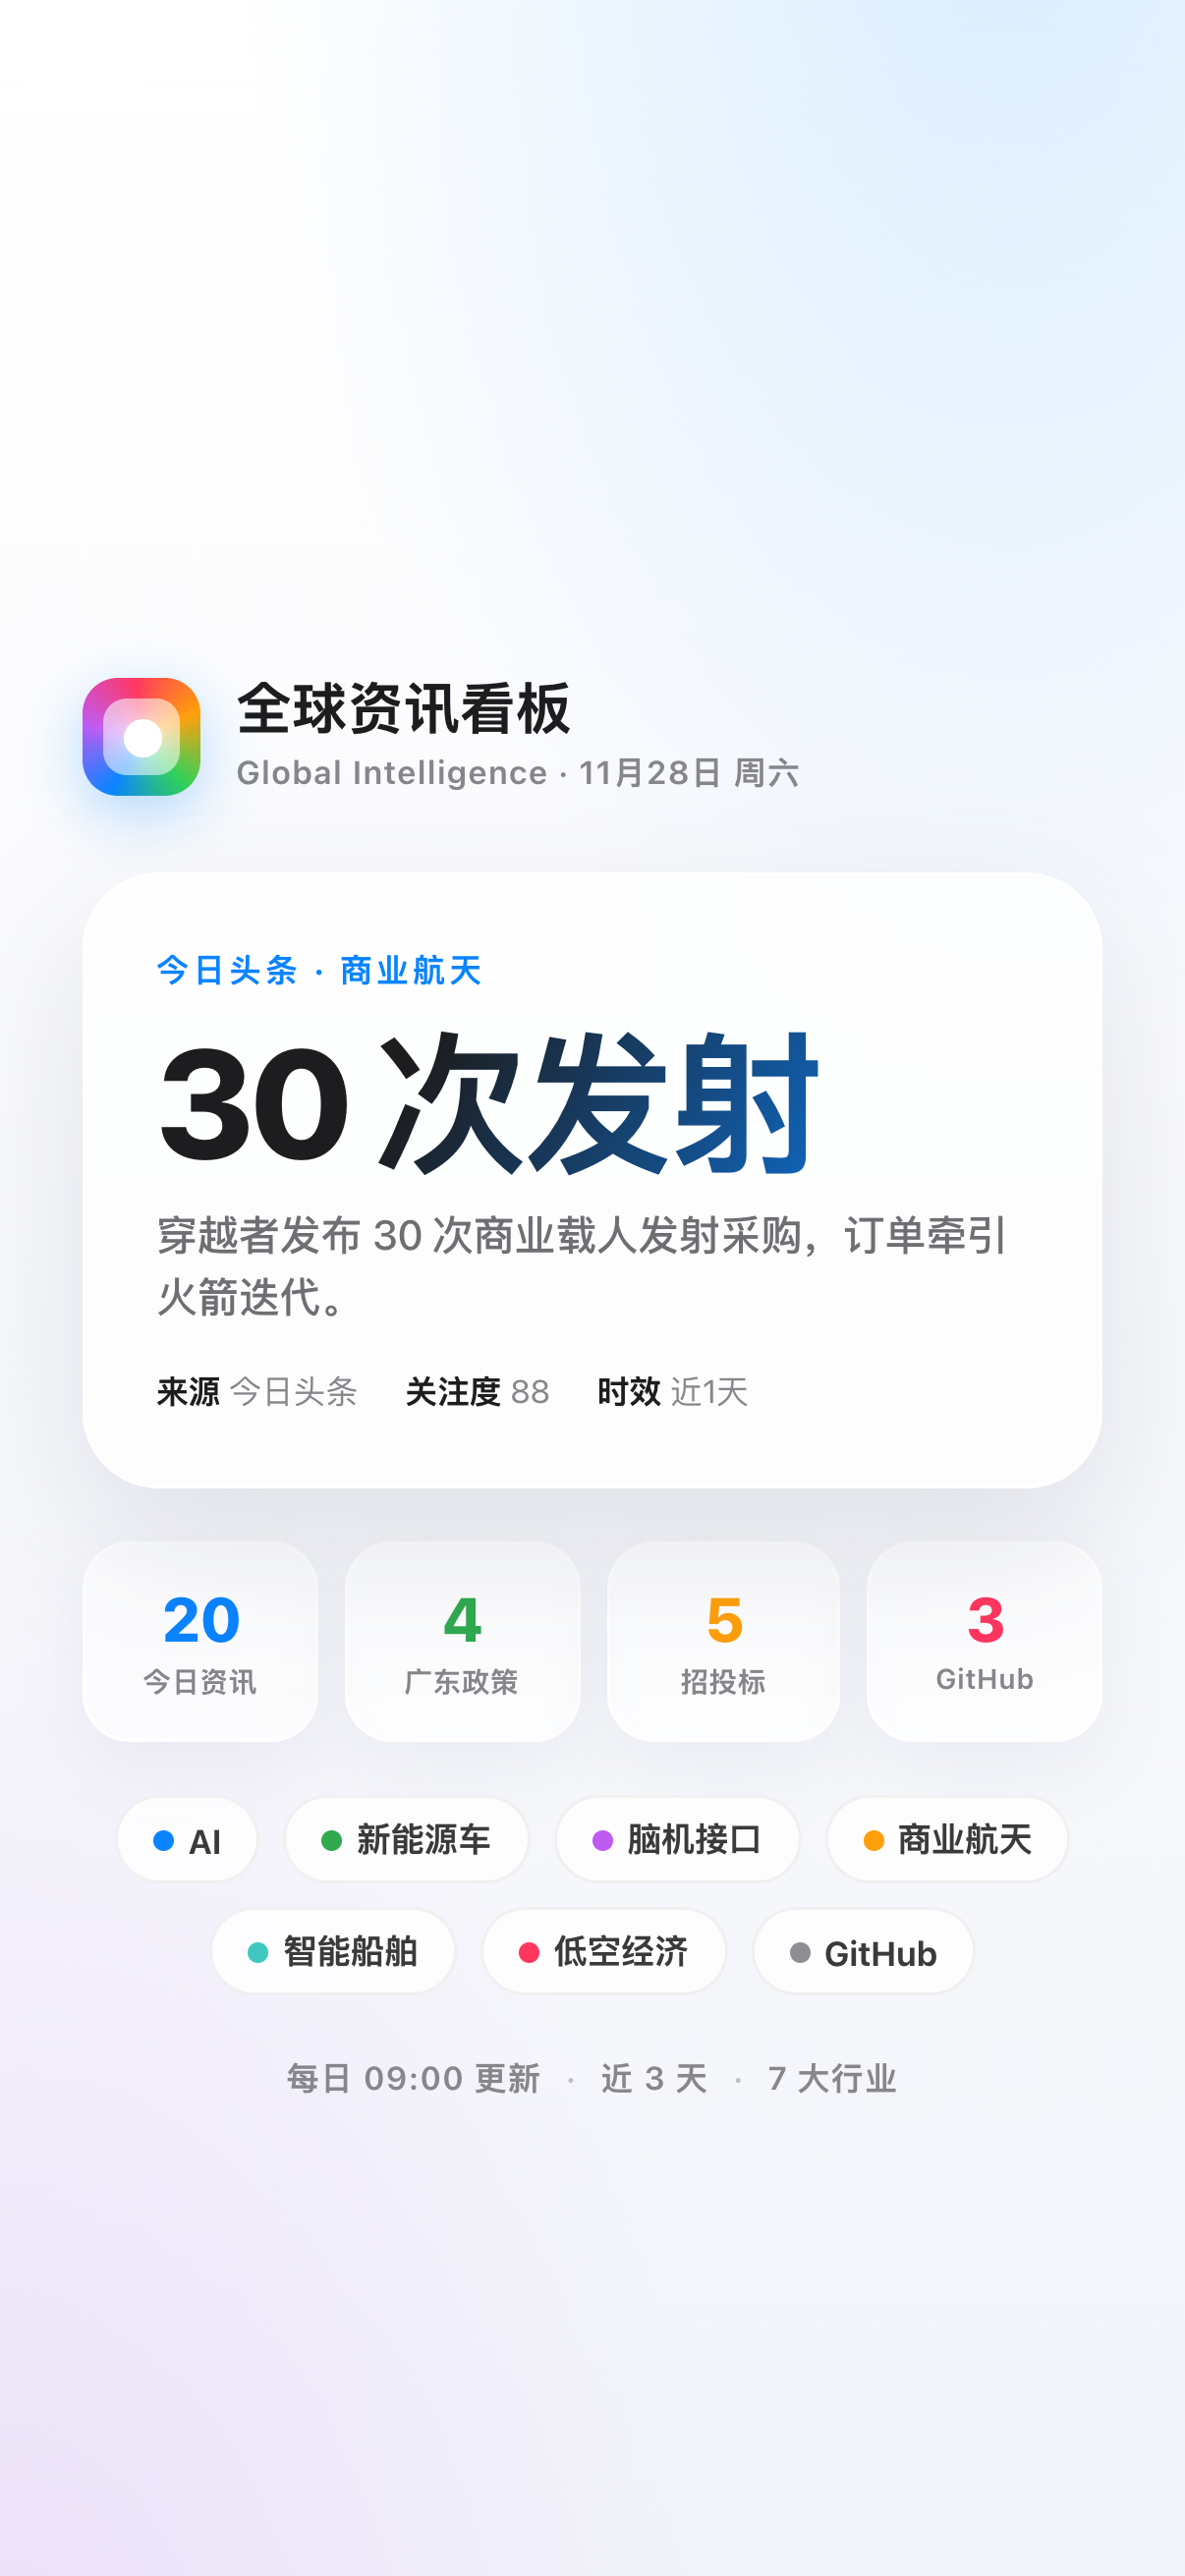 全球资讯看板
Global Intelligence · 11月28日 周六
今日头条 · 商业航天
30 次发射
穿越者发布 30 次商业载人发射采购，订单牵引
火箭迭代。
来源 今日头条 关注度 88 时效 近1天
20 4 5 3
今日资讯 广东政策 招投标 GitHub
AI 新能源车 脑机接口 商业航天
智能船舶 低空经济 GitHub
每日 09:00 更新 · 近 3 天 · 7 大行业